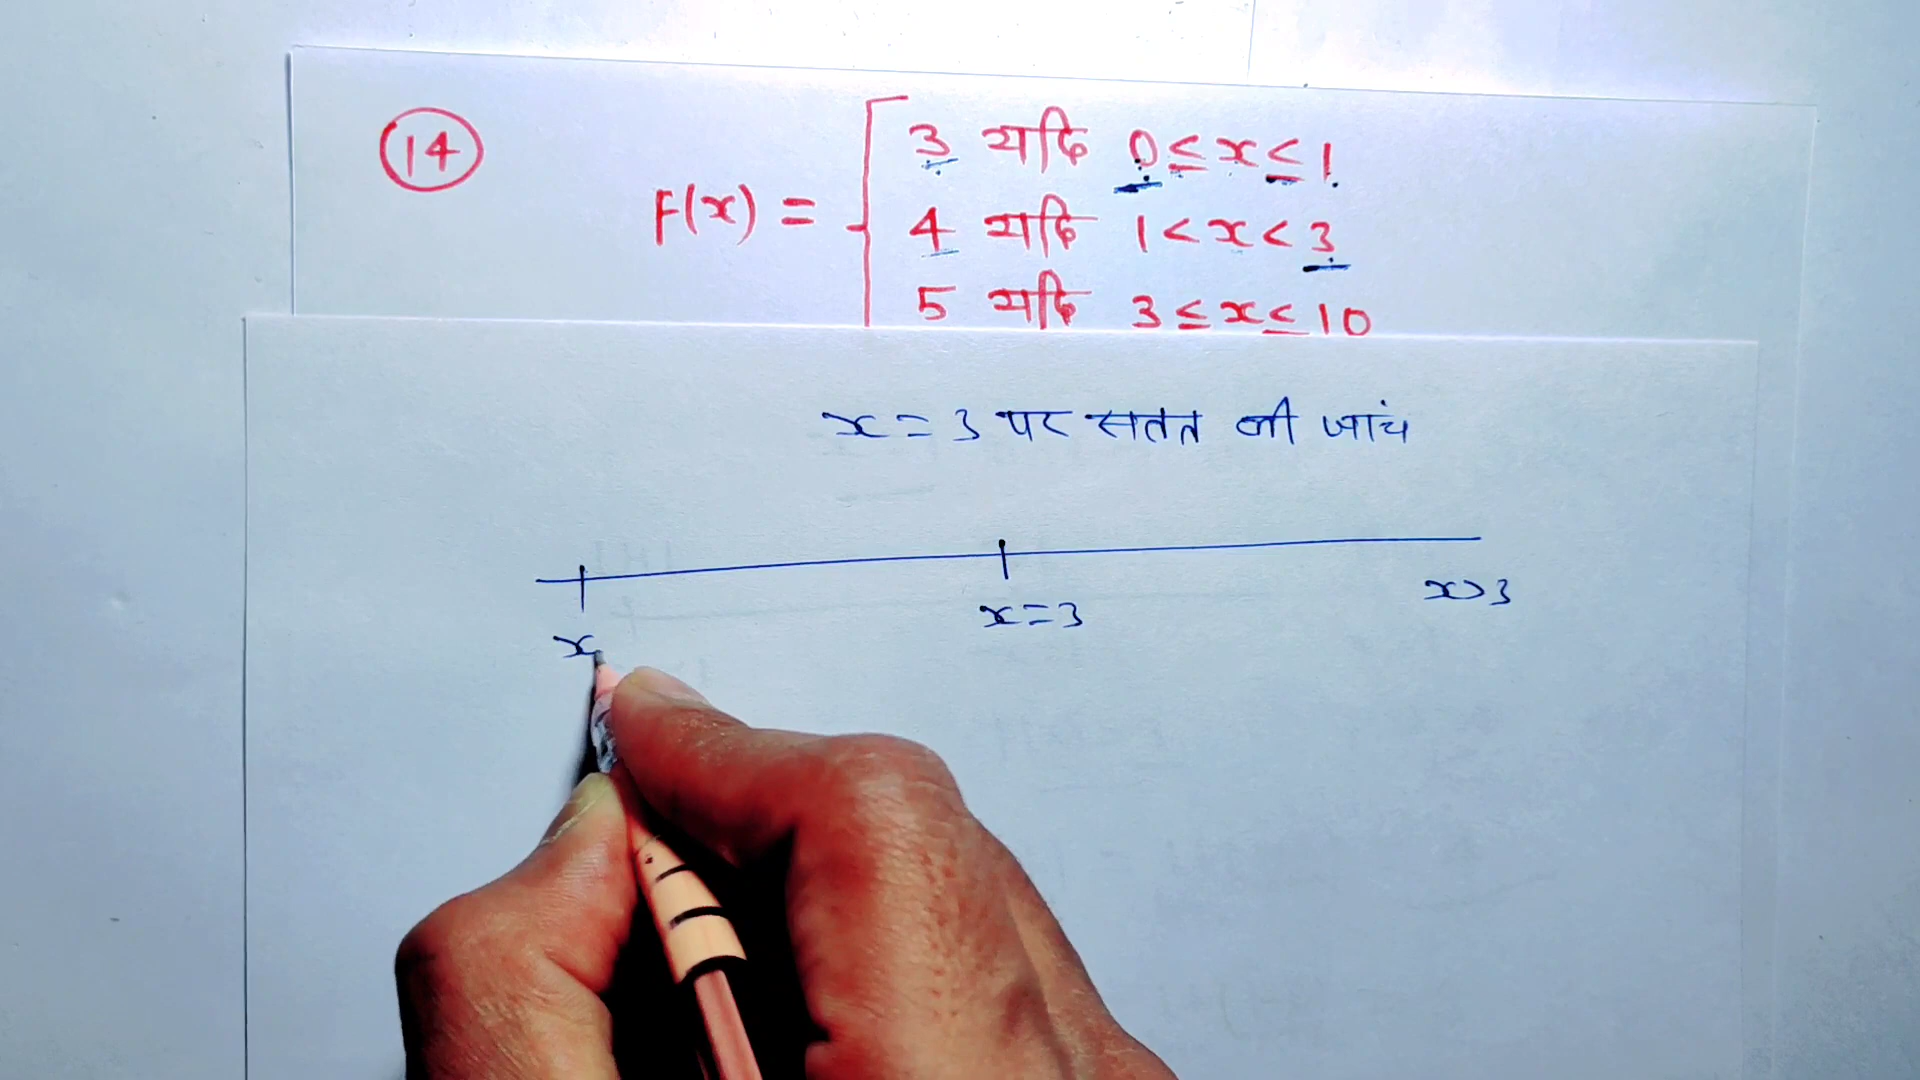 14
F(x) = { 3 यदि 0 ≤ x ≤ 1
4 यदि 1 < x < 3
5 यदि 3 ≤ x ≤ 10
x = 3 पर सतत की जांच
x = 3
x > 3
x